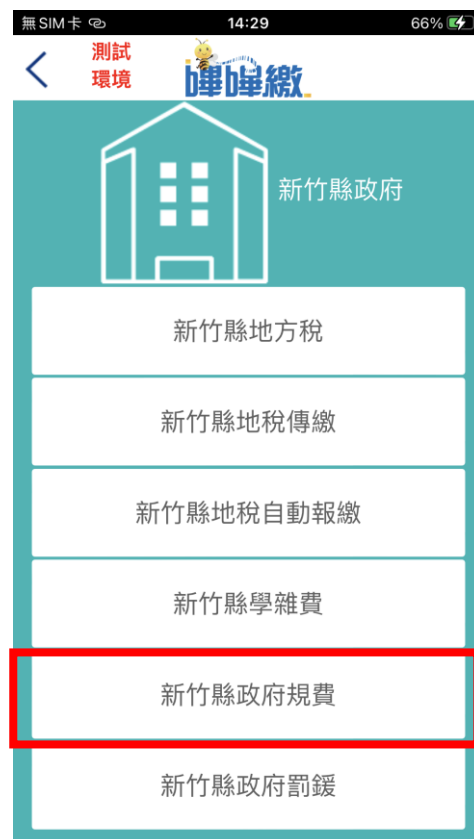 無SIM卡 14:29 66%
測試
環境
嗶嗶繳
新竹縣政府
新竹縣地方稅
新竹縣地稅傳繳
新竹縣地稅自動報繳
新竹縣學雜費
新竹縣政府規費
新竹縣政府罰鍰